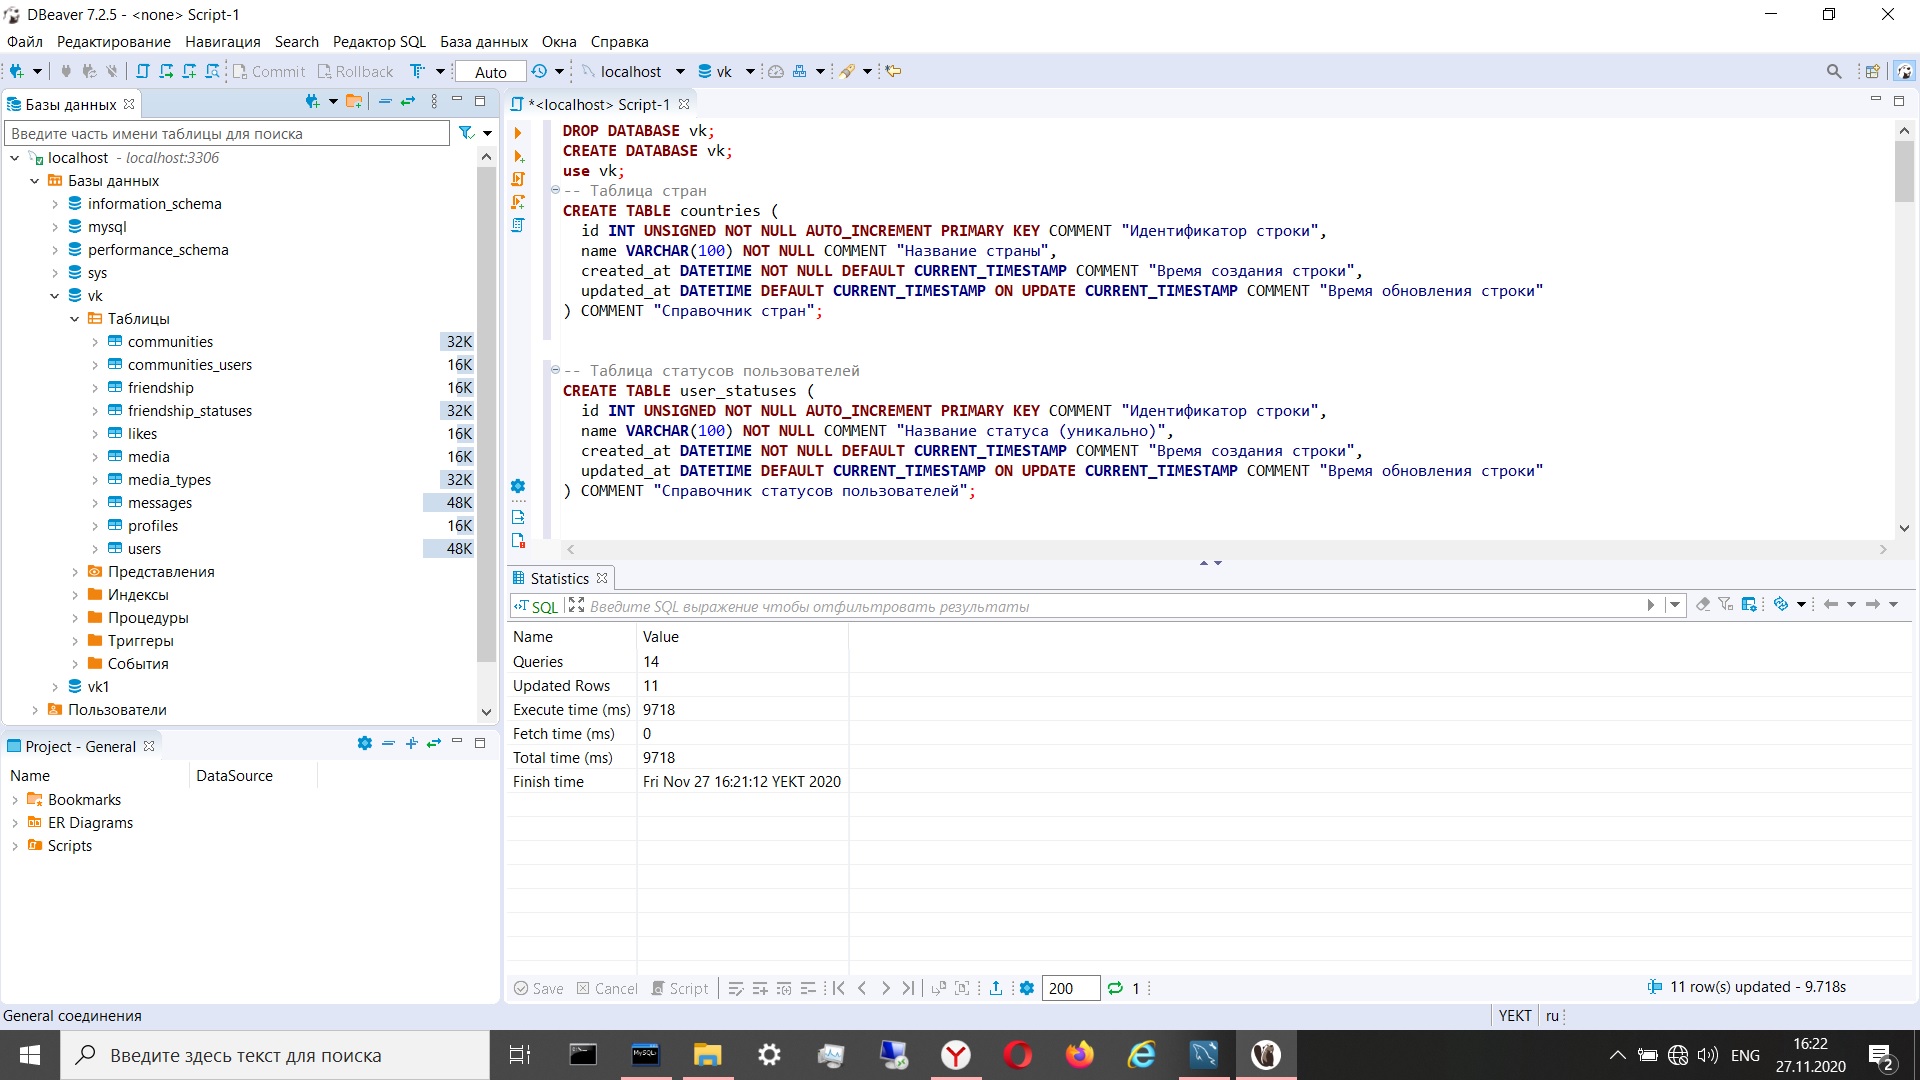 DBeaver 7.2.5 - <none> Script-1
Файл Редактирование Навигация Search Редактор SQL База данных Окна Справка
Commit Rollback Auto localhost vk
Базы данных
Введите часть имени таблицы для поиска
localhost - localhost:3306
Базы данных
information_schema
mysql
performance_schema
sys
vk
Таблицы
communities 32K
communities_users 16K
friendship 16K
friendship_statuses 32K
likes 16K
media 16K
media_types 32K
messages 48K
profiles 16K
users 48K
Представления
Индексы
Процедуры
Триггеры
События
vk1
Пользователи
Project - General
Name DataSource
Bookmarks
ER Diagrams
Scripts
*<localhost> Script-1
DROP DATABASE vk;
CREATE DATABASE vk;
use vk;
-- Таблица стран
CREATE TABLE countries (
id INT UNSIGNED NOT NULL AUTO_INCREMENT PRIMARY KEY COMMENT "Идентификатор строки",
name VARCHAR(100) NOT NULL COMMENT "Название страны",
created_at DATETIME NOT NULL DEFAULT CURRENT_TIMESTAMP COMMENT "Время создания строки",
updated_at DATETIME DEFAULT CURRENT_TIMESTAMP ON UPDATE CURRENT_TIMESTAMP COMMENT "Время обновления строки"
) COMMENT "Справочник стран";
-- Таблица статусов пользователей
CREATE TABLE user_statuses (
id INT UNSIGNED NOT NULL AUTO_INCREMENT PRIMARY KEY COMMENT "Идентификатор строки",
name VARCHAR(100) NOT NULL COMMENT "Название статуса (уникально)",
created_at DATETIME NOT NULL DEFAULT CURRENT_TIMESTAMP COMMENT "Время создания строки",
updated_at DATETIME DEFAULT CURRENT_TIMESTAMP ON UPDATE CURRENT_TIMESTAMP COMMENT "Время обновления строки"
) COMMENT "Справочник статусов пользователей";
Statistics
SQL Введите SQL выражение чтобы отфильтровать результаты
Name Value
Queries 14
Updated Rows 11
Execute time (ms) 9718
Fetch time (ms) 0
Total time (ms) 9718
Finish time Fri Nov 27 16:21:12 YEKT 2020
Save Cancel Script 200 1 11 row(s) updated - 9.718s
General соединения YEKT ru
Введите здесь текст для поиска
ENG
16:22
27.11.2020
2